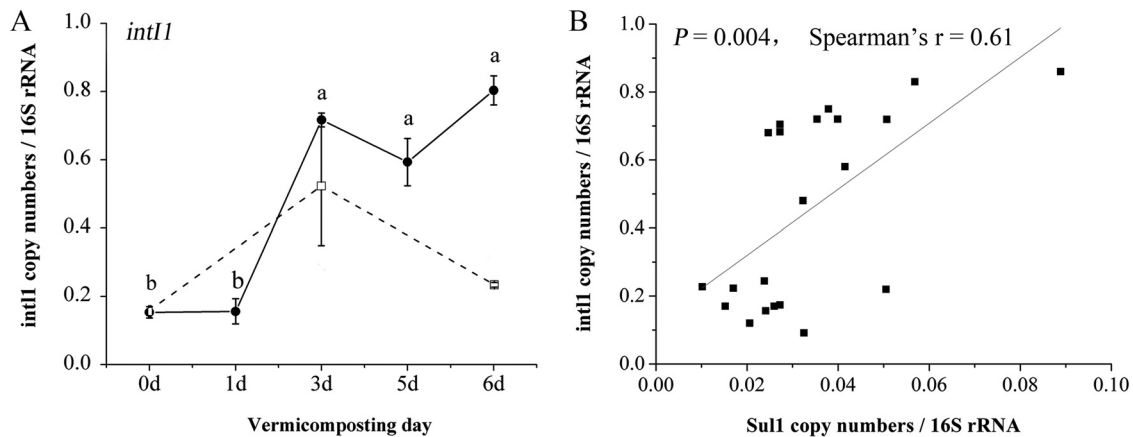 A
intI1
intl1 copy numbers / 16S rRNA
1.0
0.8
0.6
0.4
0.2
0.0
b
b
a
a
a
0d
1d
3d
5d
6d
Vermicomposting day
B
P = 0.004, Spearman's r = 0.61
intl1 copy numbers / 16S rRNA
1.0
0.8
0.6
0.4
0.2
0.0
0.00
0.02
0.04
0.06
0.08
0.10
Sul1 copy numbers / 16S rRNA